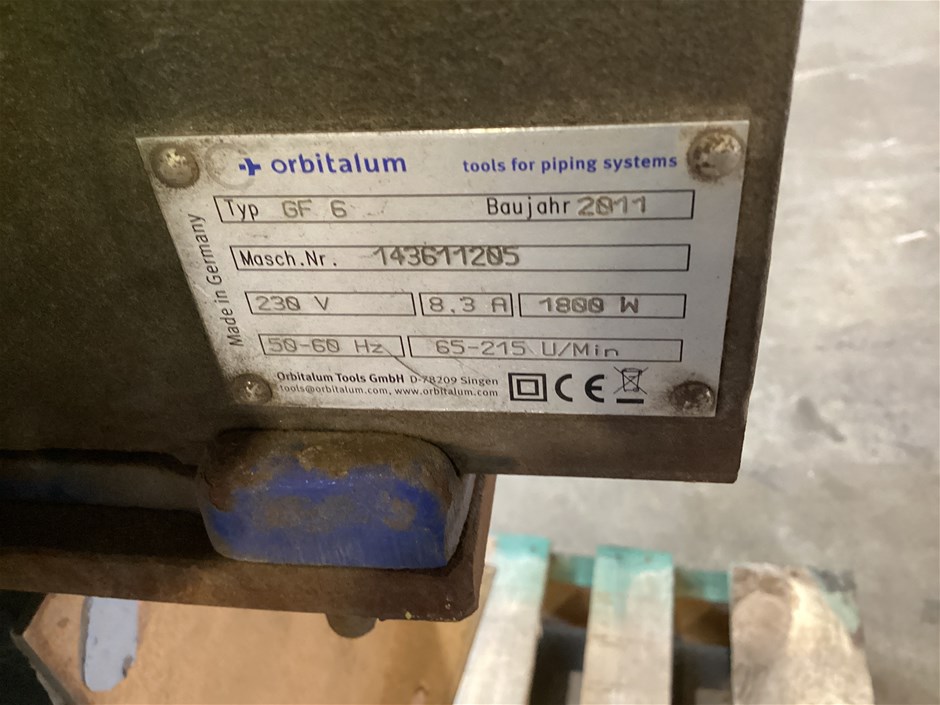 orbitalum tools for piping systems
Typ GF 6 Baujahr 2011
Masch.Nr. 143611205
230 V 8,3 A 1800 W
50-60 Hz 65-215 U/Min
Made in Germany
Orbitalum Tools GmbH D-78209 Singen
tools@orbitalum.com, www.orbitalum.com
CE